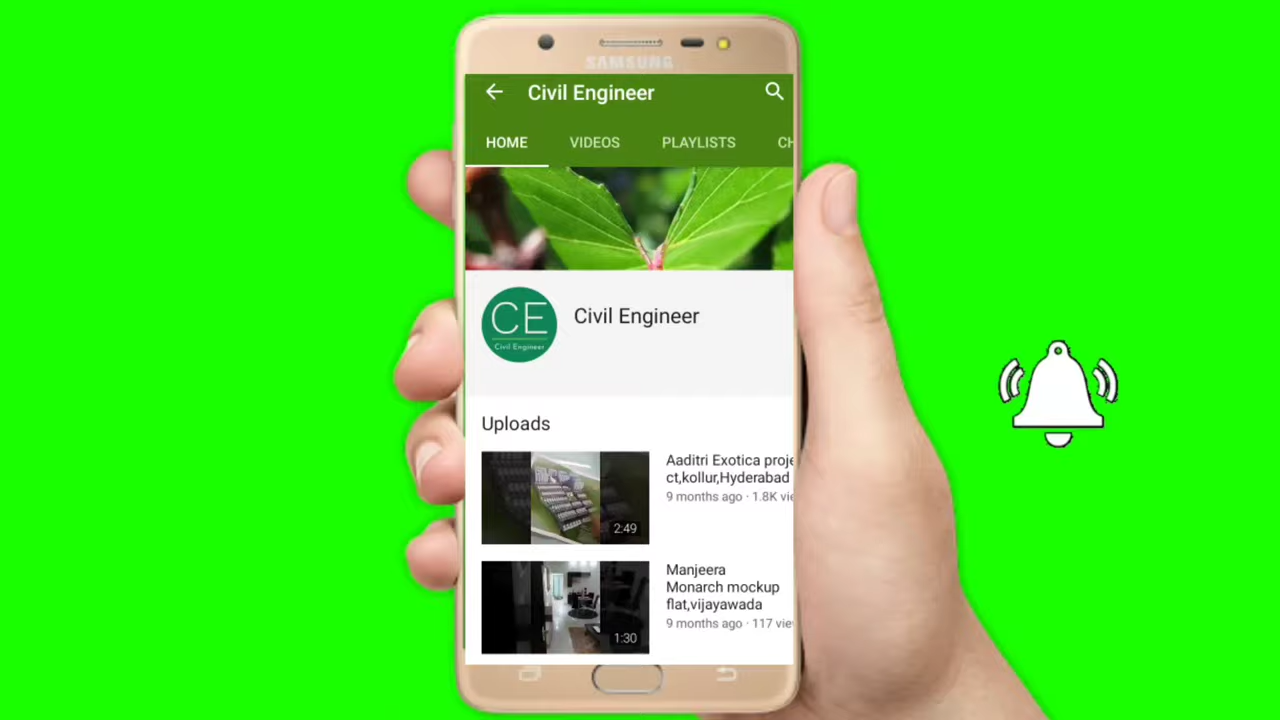 SAMSUNG
Civil Engineer
HOME VIDEOS PLAYLISTS CH
CE
Civil Engineer
Civil Engineer
Uploads
2:49
Aaditri Exotica proje
ct,kollur,Hyderabad
9 months ago · 1.8K vie
1:30
Manjeera
Monarch mockup
flat,vijayawada
9 months ago · 117 vie